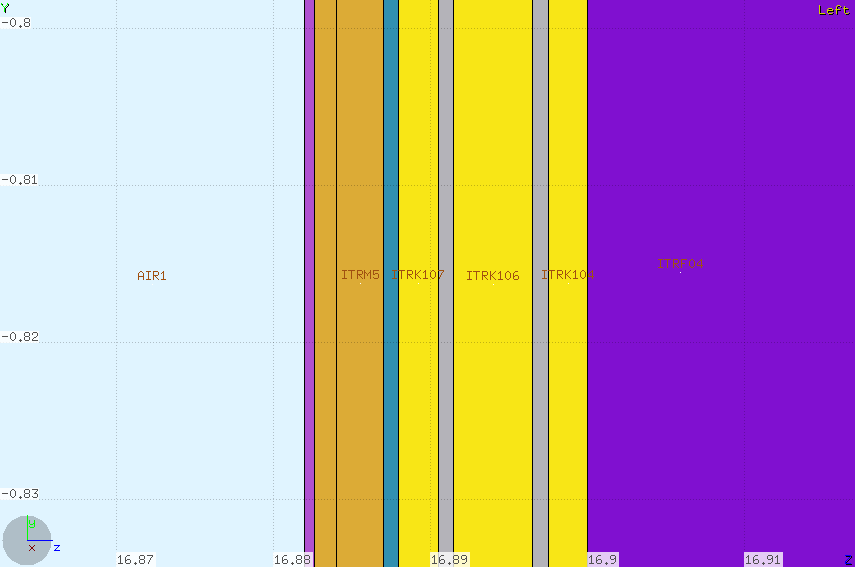 Y
Left
-0.8
-0.81
AIR1
ITRM5
ITRK107
ITRK106
ITRK104
ITRF04
-0.82
-0.83
y
z
x
16.87
16.88
16.89
16.9
16.91
Z